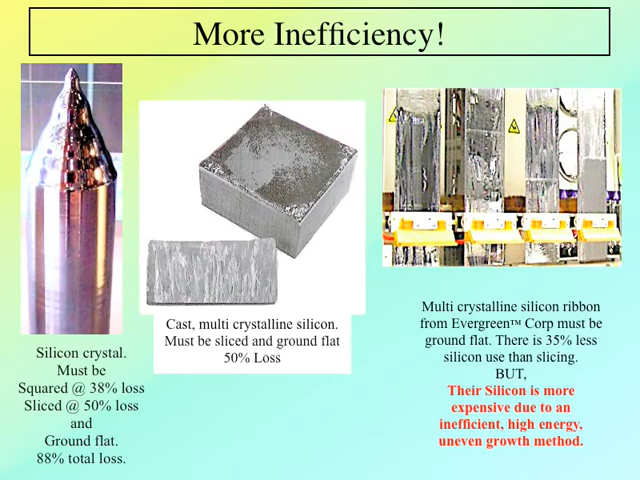 More Inefficiency!
Silicon crystal.
Must be
Squared @ 38% loss
Sliced @ 50% loss
and
Ground flat.
88% total loss.
Cast, multi crystalline silicon.
Must be sliced and ground flat
50% Loss
Multi crystalline silicon ribbon
from Evergreen™ Corp must be
ground flat. There is 35% less
silicon use than slicing.
BUT,
Their Silicon is more
expensive due to an
inefficient, high energy,
uneven growth method.